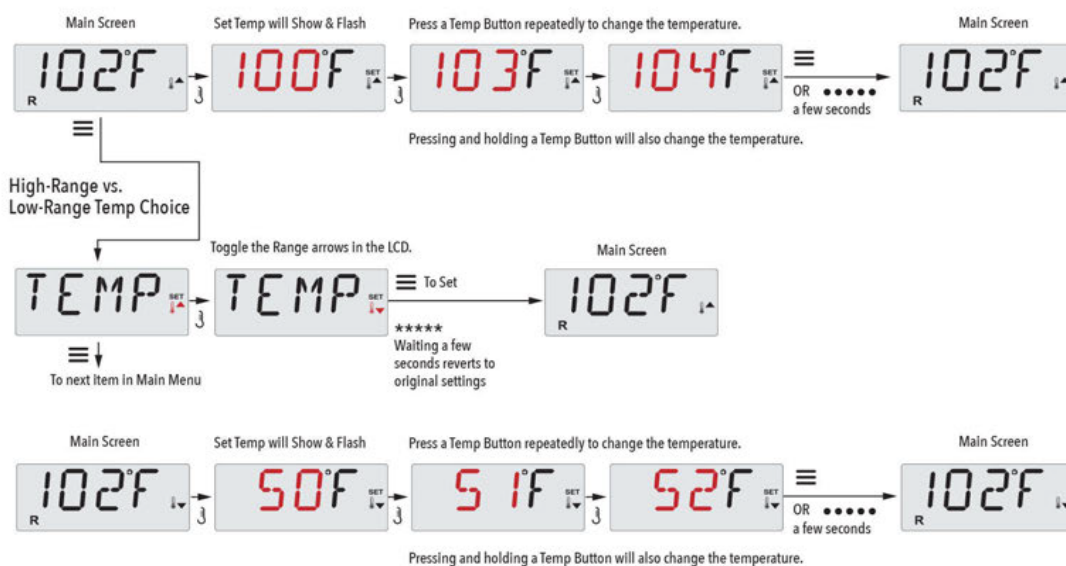 Main Screen
Set Temp will Show & Flash
Press a Temp Button repeatedly to change the temperature.
Main Screen
102°F
R
100°F
SET
103°F
SET
104°F
SET
OR •••••
a few seconds
102°F
R
Pressing and holding a Temp Button will also change the temperature.
High-Range vs.
Low-Range Temp Choice
Toggle the Range arrows in the LCD.
Main Screen
TEMP
SET
TEMP
SET
To Set
*****
Waiting a few
seconds reverts to
original settings
102°F
R
To next item in Main Menu
Main Screen
Set Temp will Show & Flash
Press a Temp Button repeatedly to change the temperature.
Main Screen
102°F
R
50°F
SET
51°F
SET
52°F
SET
OR •••••
a few seconds
102°F
R
Pressing and holding a Temp Button will also change the temperature.